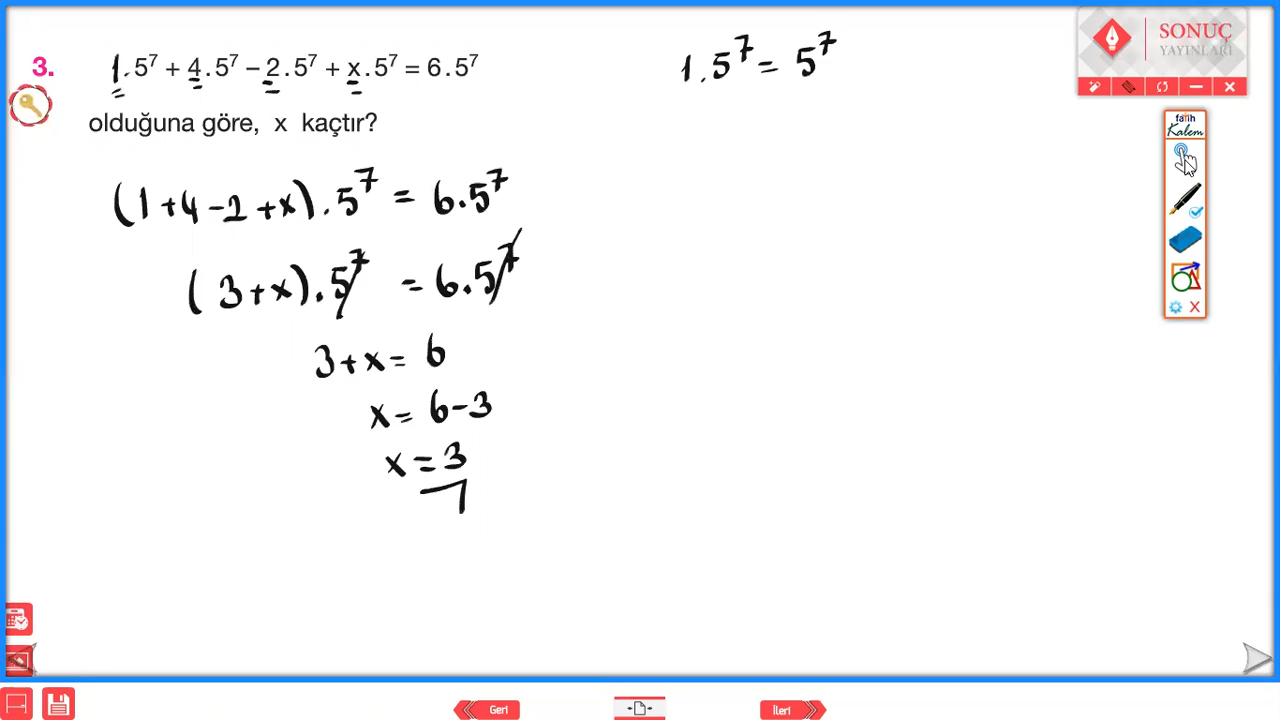 3. 1.5⁷ + 4.5⁷ − 2.5⁷ + x.5⁷ = 6.5⁷
1.5⁷ = 5⁷
SONUÇ
YAYINLARI
olduğuna göre, x kaçtır?
fatih
Kalem
(1+4-2+x).5⁷ = 6.5⁷
(3+x).5⁷ = 6.5⁷
3+x = 6
x = 6-3
x = 3
Geri
İleri